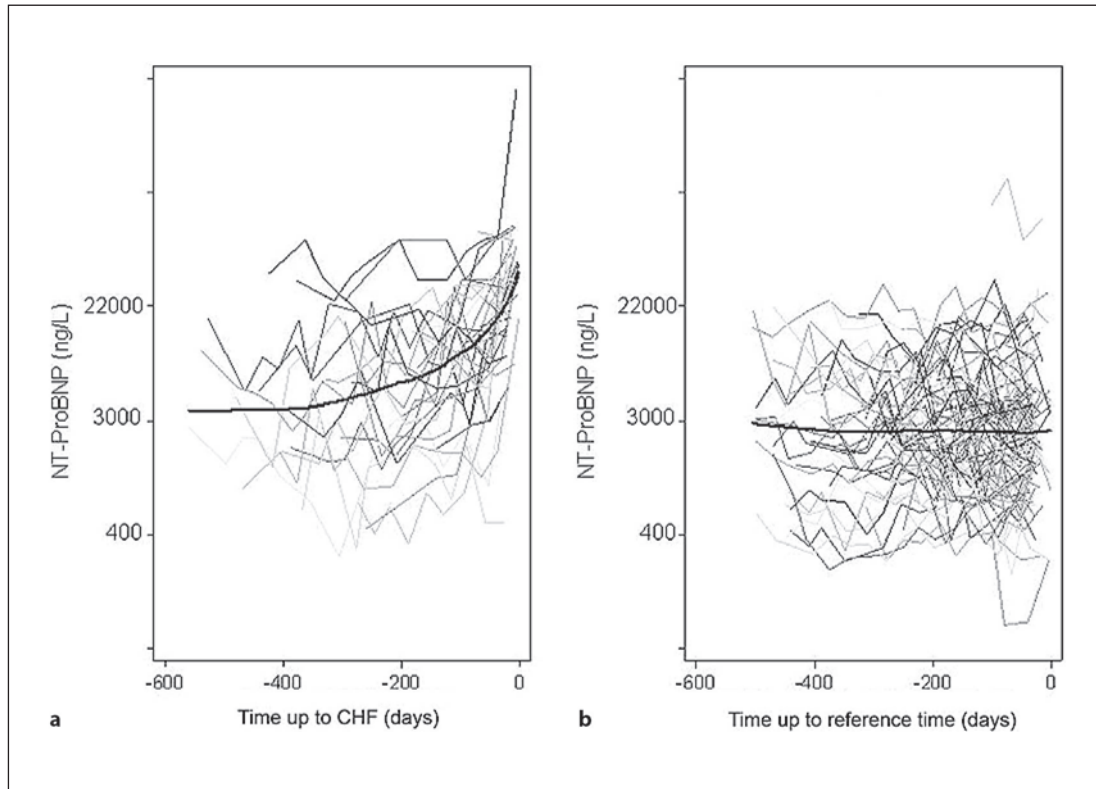 NT-ProBNP (ng/L)
22000
3000
400
-600
-400
-200
0
Time up to CHF (days)
a
NT-ProBNP (ng/L)
22000
3000
400
-600
-400
-200
0
Time up to reference time (days)
b